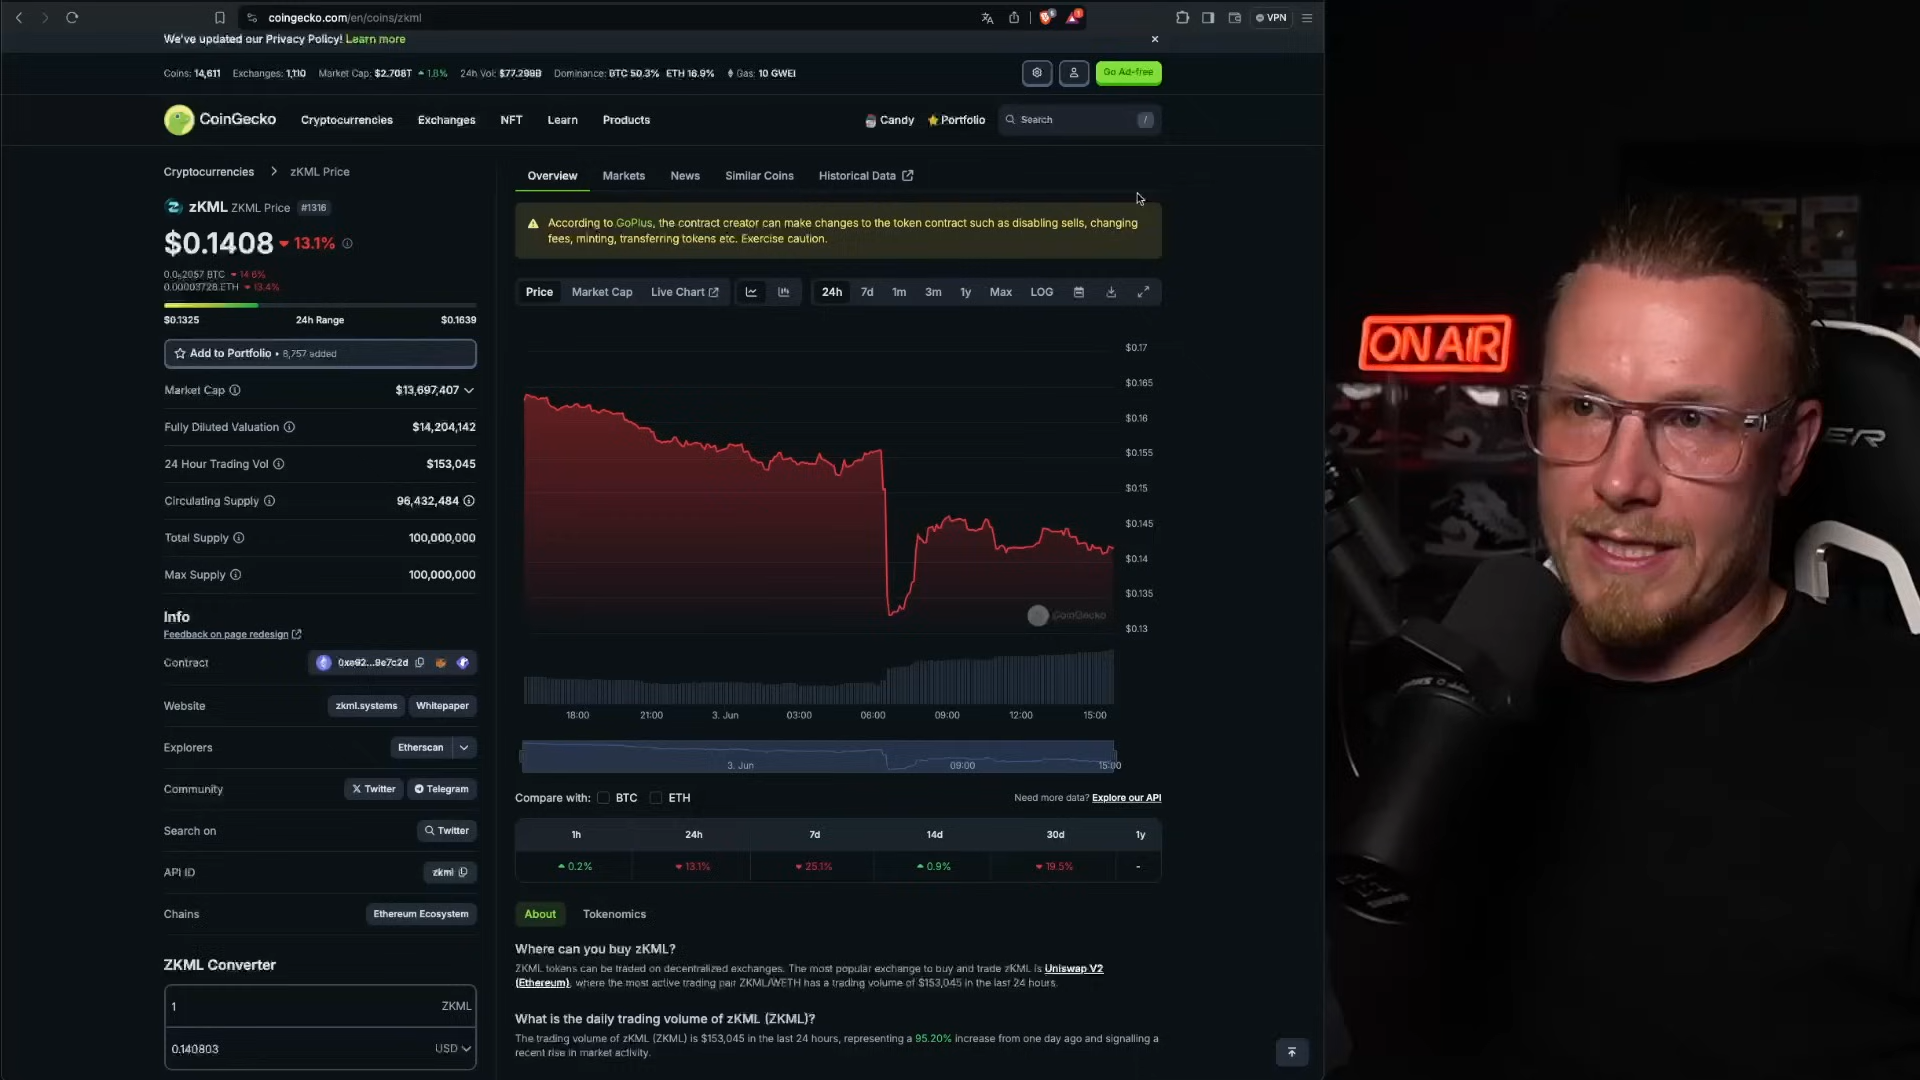 coingecko.com/en/coins/zkml
VPN
We've updated our Privacy Policy! Learn more
Coins: 14,611 Exchanges: 1,110 Market Cap: $2.708T 1.8% 24h Vol: $77.299B Dominance: BTC 50.3% ETH 16.9% Gas: 10 GWEI
Go Ad-free
CoinGecko Cryptocurrencies Exchanges NFT Learn Products Candy Portfolio Search /
Cryptocurrencies > zKML Price
zKML ZKML Price #1316
$0.1408 13.1%
BTC 14.6%
0.00003728 ETH 13.4%
$0.1325 24h Range $0.1639
Add to Portfolio • 8,757 added
Market Cap $13,697,407
Fully Diluted Valuation $14,204,142
24 Hour Trading Vol $153,045
Circulating Supply 96,432,484
Total Supply 100,000,000
Max Supply 100,000,000
Info
Feedback on page redesign
Contract 0xe92...9e7c2d
Website zkml.systems Whitepaper
Explorers Etherscan
Community Twitter Telegram
Search on Twitter
API ID zkml
Chains Ethereum Ecosystem
ZKML Converter
1 ZKML
0.140803 USD
Overview Markets News Similar Coins Historical Data
According to GoPlus, the contract creator can make changes to the token contract such as disabling sells, changing
fees, minting, transferring tokens etc. Exercise caution.
Price Market Cap Live Chart 24h 7d 1m 3m 1y Max LOG
$0.17
$0.165
$0.16
$0.155
$0.15
$0.145
$0.14
$0.135
$0.13
CoinGecko
18:00 21:00 3. Jun 03:00 06:00 09:00 12:00 15:00
3. Jun 09:00 15:00
Compare with: BTC ETH Need more data? Explore our API
1h 24h 7d 14d 30d 1y
0.2% 13.1% 25.1% 0.9% 19.5% -
About Tokenomics
Where can you buy zKML?
ZKML tokens can be traded on decentralized exchanges. The most popular exchange to buy and trade zKML is Uniswap V2
(Ethereum), where the most active trading pair ZKML/WETH has a trading volume of $153,045 in the last 24 hours.
What is the daily trading volume of zKML (ZKML)?
The trading volume of zKML (ZKML) is $153,045 in the last 24 hours, representing a 95.20% increase from one day ago and signalling a
recent rise in market activity.
ON AIR